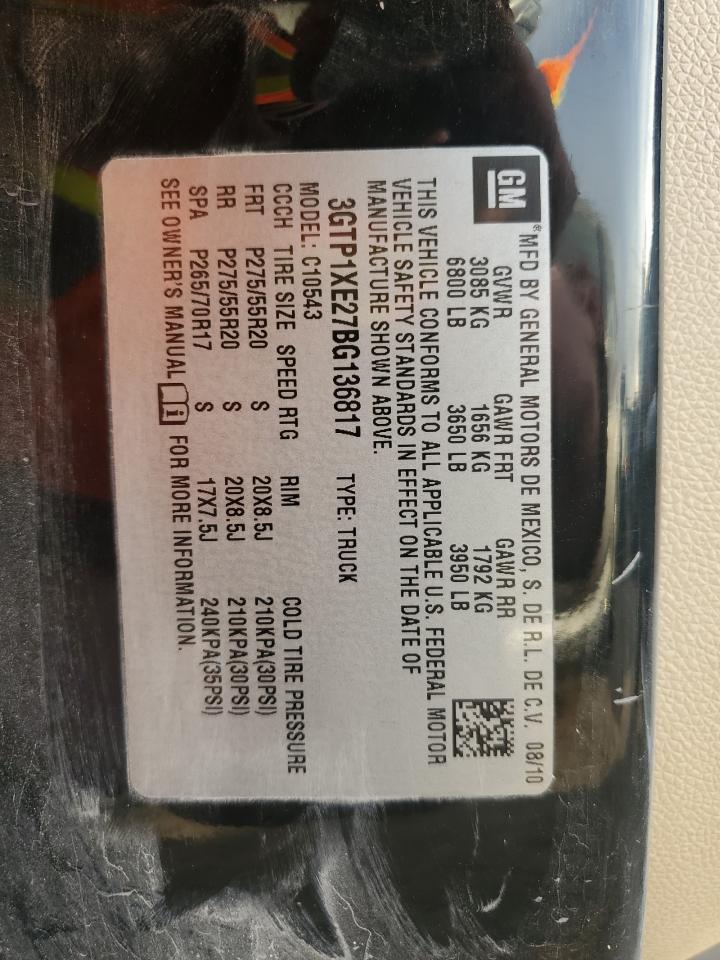 GM
®MFD BY GENERAL MOTORS DE MEXICO, S. DE R.L. DE C.V. 08/10
GVWR GAWR FRT GAWR RR
3085 KG 1656 KG 1792 KG
6800 LB 3650 LB 3950 LB
THIS VEHICLE CONFORMS TO ALL APPLICABLE U.S. FEDERAL MOTOR
VEHICLE SAFETY STANDARDS IN EFFECT ON THE DATE OF
MANUFACTURE SHOWN ABOVE.
3GTP1XE27BG136817 TYPE: TRUCK
MODEL: C10543
CCCH TIRE SIZE SPEED RTG RIM COLD TIRE PRESSURE
FRT P275/55R20 S 20X8.5J 210KPA(30PSI)
RR P275/55R20 S 20X8.5J 210KPA(30PSI)
SPA P265/70R17 S 17X7.5J 240KPA(35PSI)
SEE OWNER'S MANUAL FOR MORE INFORMATION.